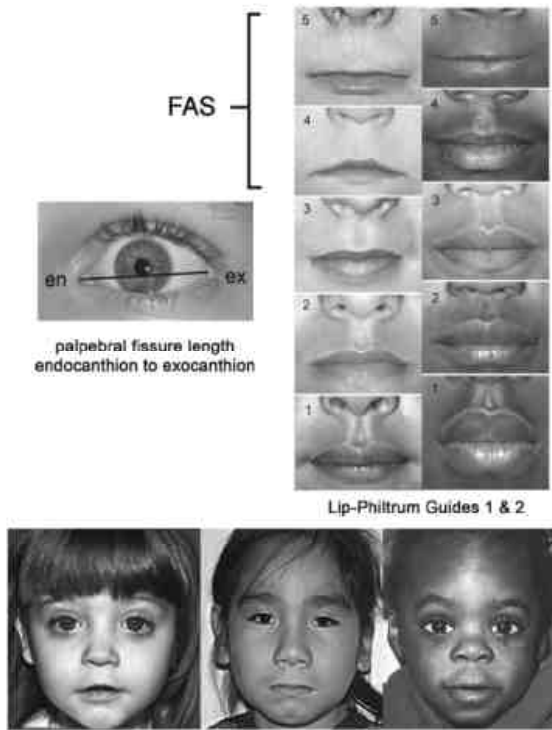 FAS
5
4
3
2
1
5
4
3
2
1
en
ex
palpebral fissure length
endocanthion to exocanthion
Lip-Philtrum Guides 1 & 2